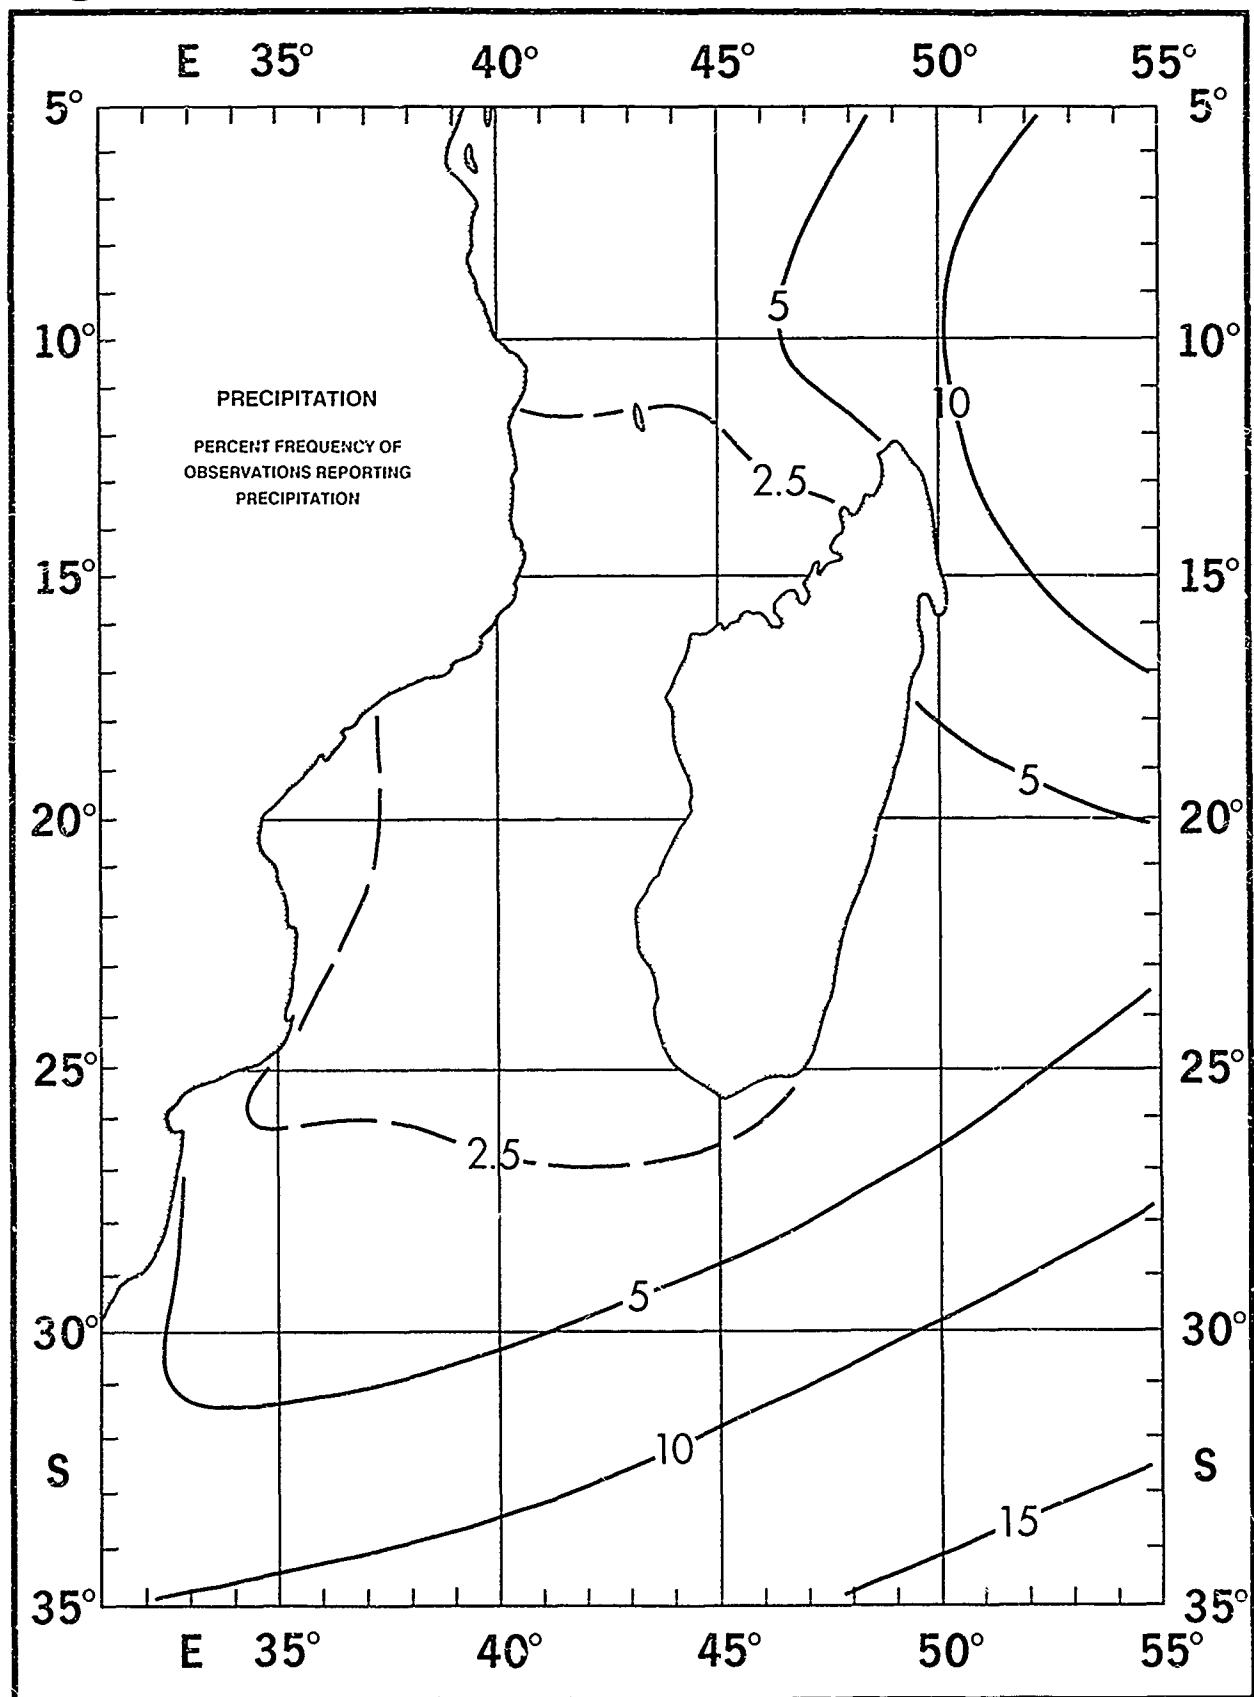 E 35° 40° 45° 50° 55°
5° 5°
5
10° 10°
PRECIPITATION
10
PERCENT FREQUENCY OF
OBSERVATIONS REPORTING
2.5
PRECIPITATION
15° 15°
5
20° 20°
25° 25°
2.5
5
30° 30°
10
S S
15
35° 35°
E 35° 40° 45° 50° 55°